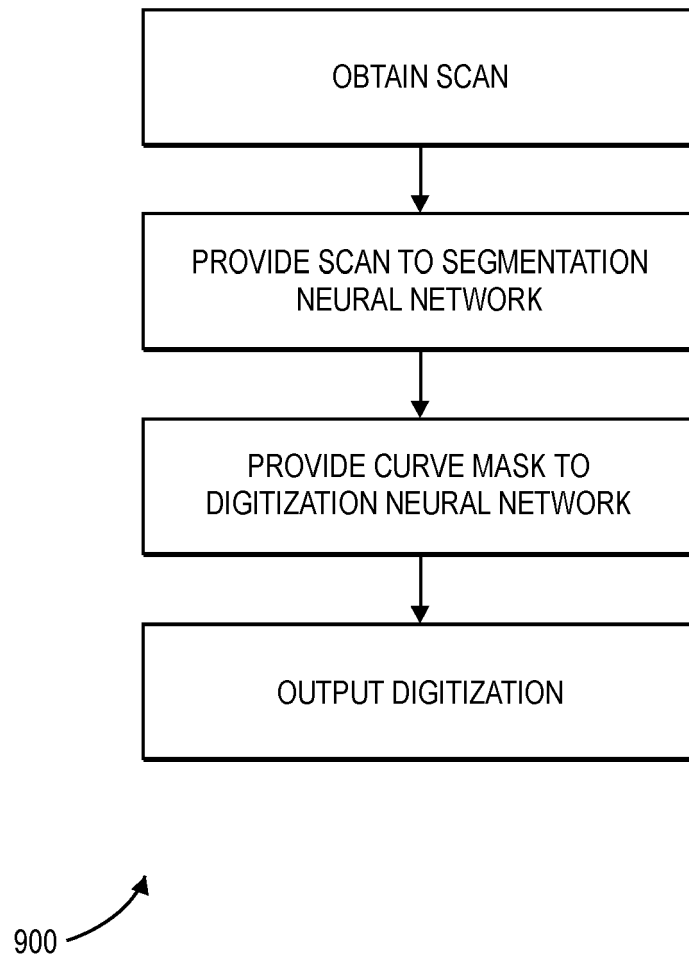 OBTAIN SCAN
PROVIDE SCAN TO SEGMENTATION
NEURAL NETWORK
PROVIDE CURVE MASK TO
DIGITIZATION NEURAL NETWORK
OUTPUT DIGITIZATION
900